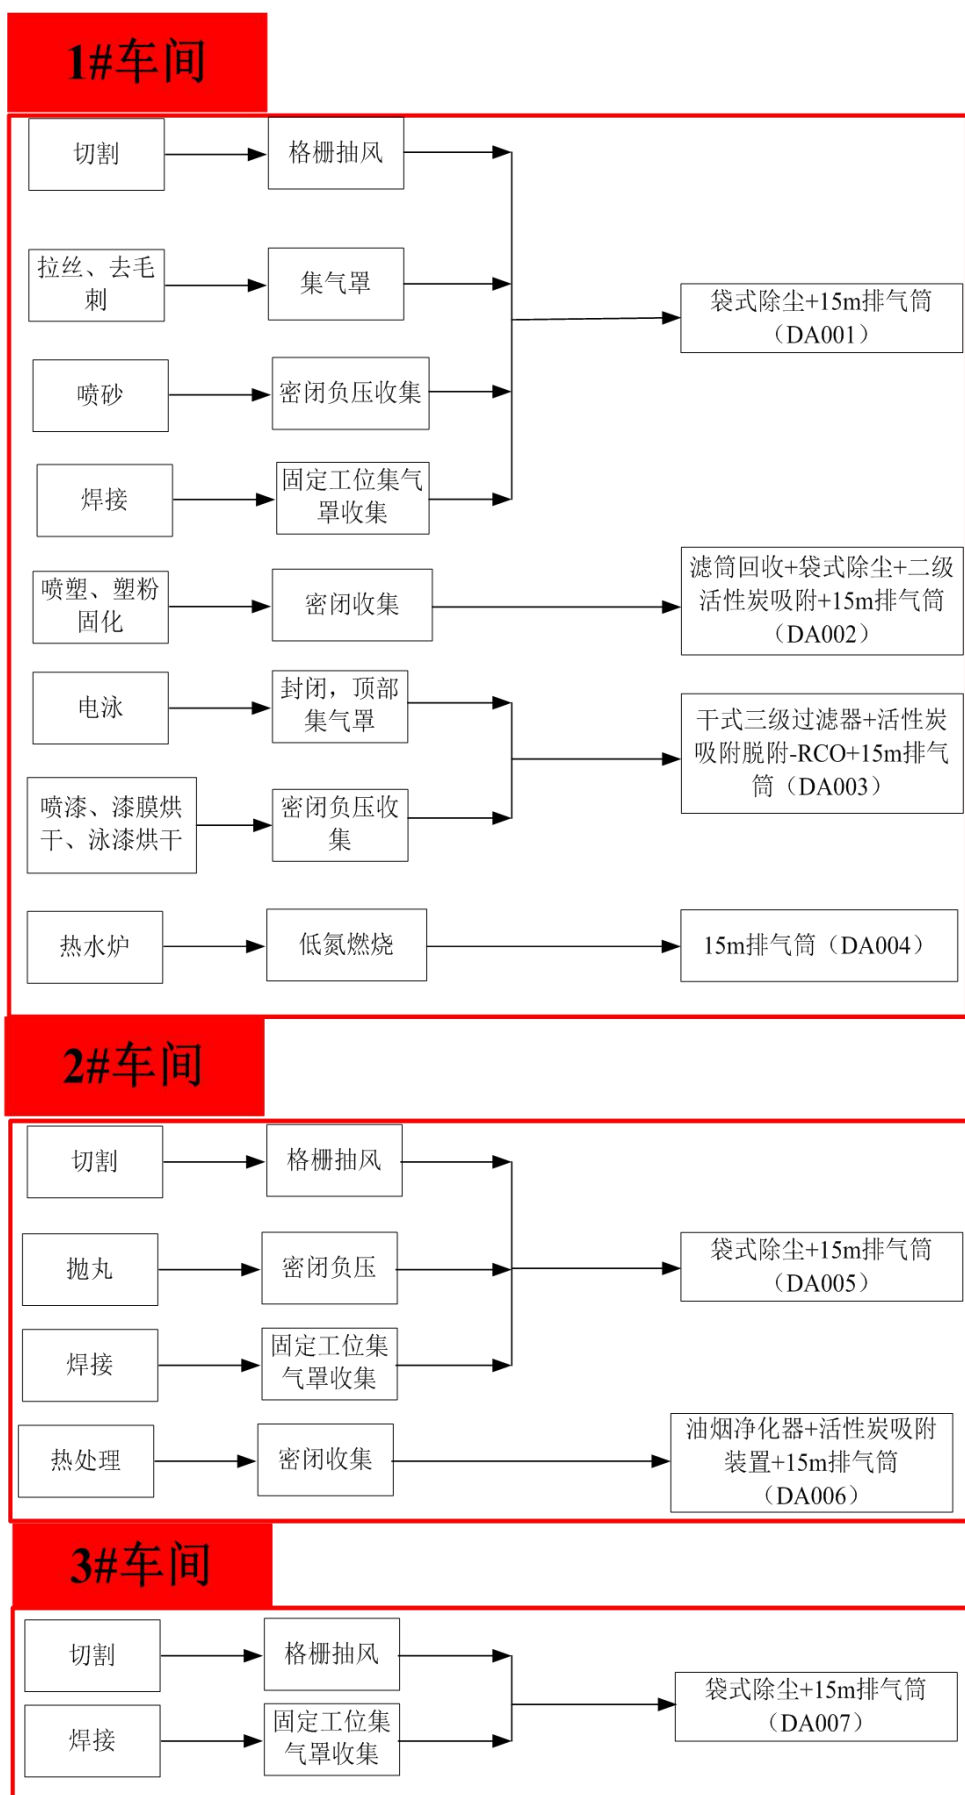 1#车间
切割
格栅抽风
拉丝、去毛
刺
集气罩
袋式除尘+15m排气筒
（DA001）
喷砂
密闭负压收集
焊接
固定工位集气
罩收集
喷塑、塑粉
固化
密闭收集
滤筒回收+袋式除尘+二级
活性炭吸附+15m排气筒
（DA002）
电泳
封闭，顶部
集气罩
干式三级过滤器+活性炭
吸附脱附-RCO+15m排气
筒（DA003）
喷漆、漆膜烘
干、泳漆烘干
密闭负压收
集
热水炉
低氮燃烧
15m排气筒（DA004）
2#车间
切割
格栅抽风
抛丸
密闭负压
袋式除尘+15m排气筒
（DA005）
焊接
固定工位集
气罩收集
热处理
密闭收集
油烟净化器+活性炭吸附
装置+15m排气筒
（DA006）
3#车间
切割
格栅抽风
袋式除尘+15m排气筒
（DA007）
焊接
固定工位集
气罩收集